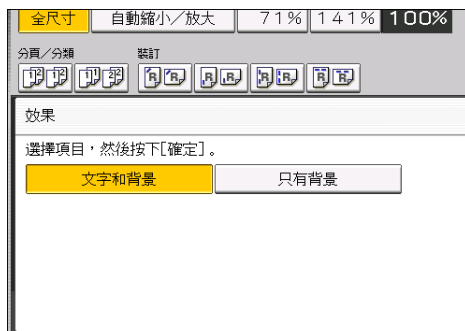 全尺寸 自動縮小／放大 71% 141% 100%
分頁／分類 裝訂
效果
選擇項目，然後按下[確定]。
文字和背景 只有背景